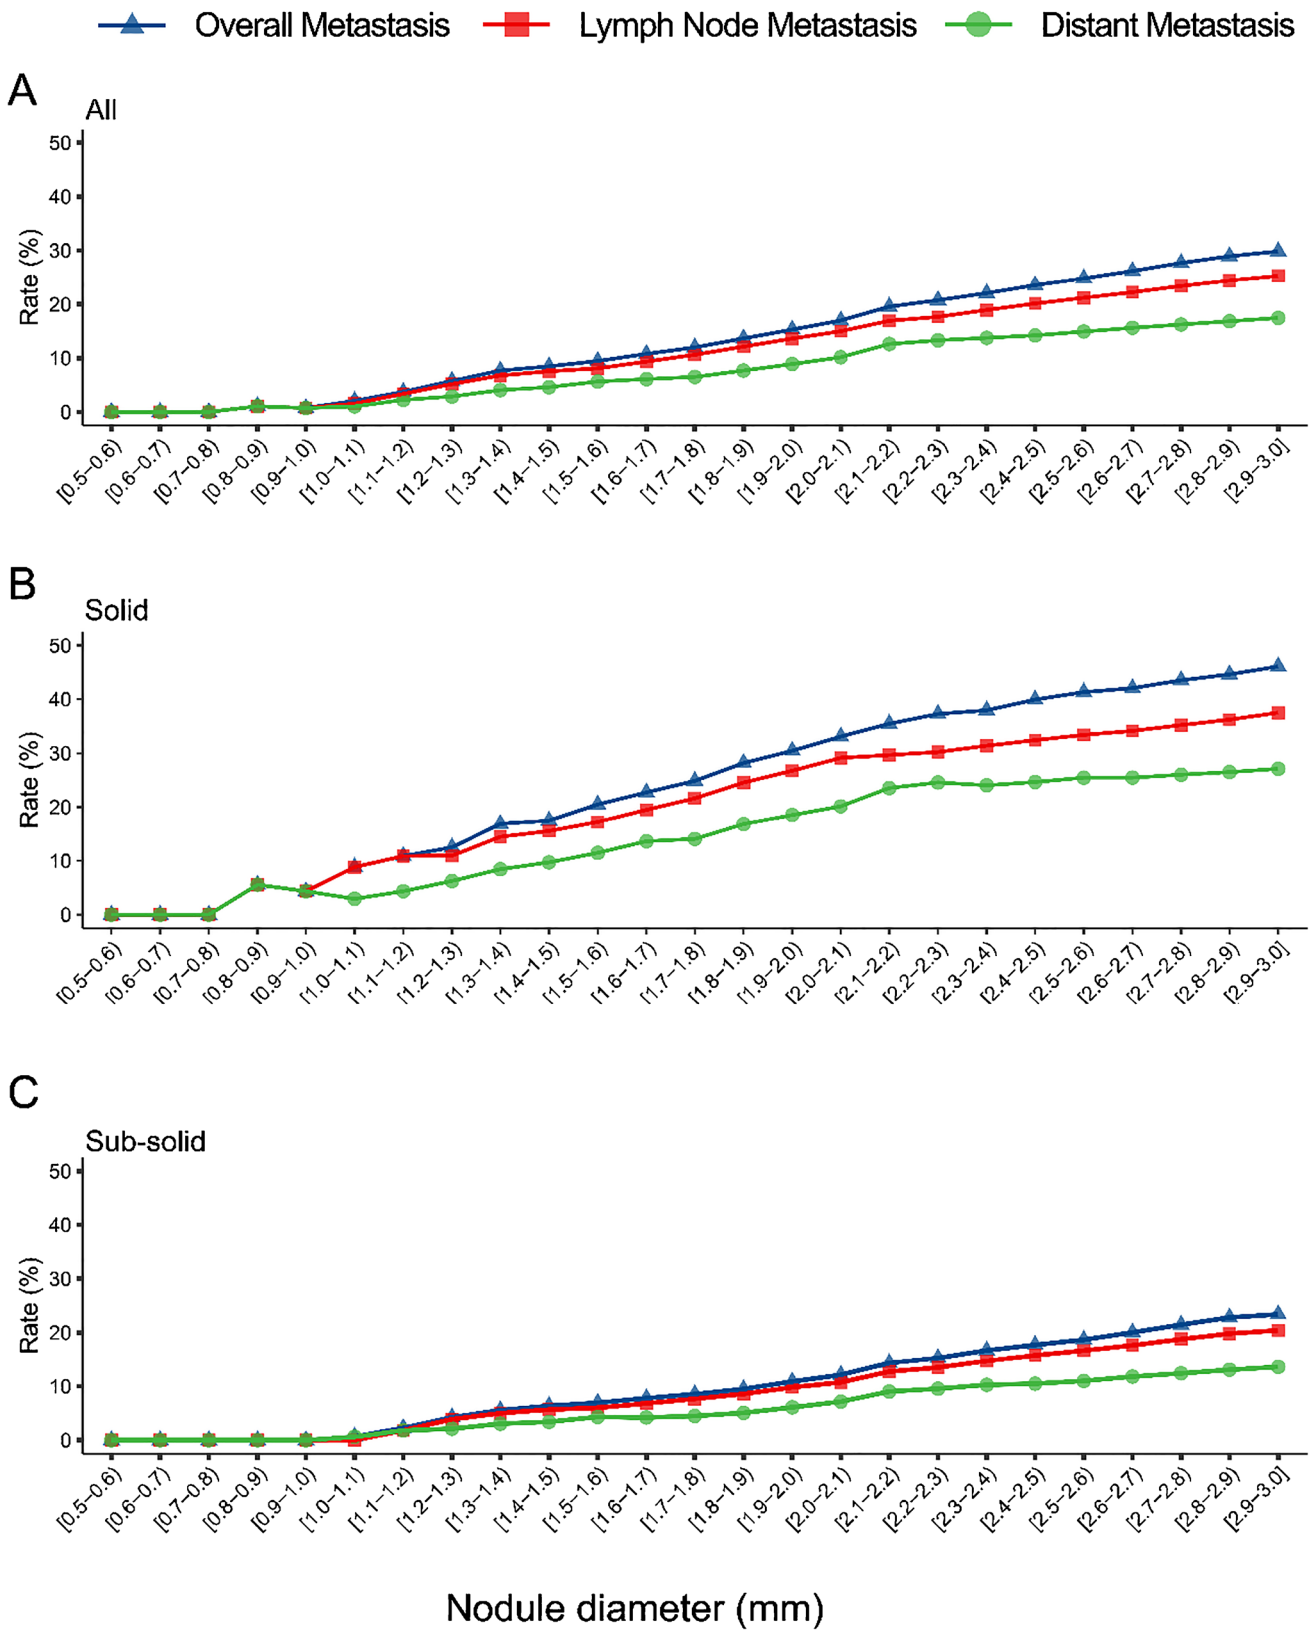 Overall Metastasis Lymph Node Metastasis Distant Metastasis
A
All
50
40
30
20
10
0
Rate (%)
[0.5–0.6) [0.6–0.7) [0.7–0.8) [0.8–0.9) [0.9–1.0) [1.0–1.1) [1.1–1.2) [1.2–1.3) [1.3–1.4) [1.4–1.5) [1.5–1.6) [1.6–1.7) [1.7–1.8) [1.8–1.9) [1.9–2.0) [2.0–2.1) [2.1–2.2) [2.2–2.3) [2.3–2.4) [2.4–2.5) [2.5–2.6) [2.6–2.7) [2.7–2.8) [2.8–2.9) [2.9–3.0]
B
Solid
50
40
30
20
10
0
Rate (%)
[0.5–0.6) [0.6–0.7) [0.7–0.8) [0.8–0.9) [0.9–1.0) [1.0–1.1) [1.1–1.2) [1.2–1.3) [1.3–1.4) [1.4–1.5) [1.5–1.6) [1.6–1.7) [1.7–1.8) [1.8–1.9) [1.9–2.0) [2.0–2.1) [2.1–2.2) [2.2–2.3) [2.3–2.4) [2.4–2.5) [2.5–2.6) [2.6–2.7) [2.7–2.8) [2.8–2.9) [2.9–3.0]
C
Sub-solid
50
40
30
20
10
0
Rate (%)
[0.5–0.6) [0.6–0.7) [0.7–0.8) [0.8–0.9) [0.9–1.0) [1.0–1.1) [1.1–1.2) [1.2–1.3) [1.3–1.4) [1.4–1.5) [1.5–1.6) [1.6–1.7) [1.7–1.8) [1.8–1.9) [1.9–2.0) [2.0–2.1) [2.1–2.2) [2.2–2.3) [2.3–2.4) [2.4–2.5) [2.5–2.6) [2.6–2.7) [2.7–2.8) [2.8–2.9) [2.9–3.0]
Nodule diameter (mm)